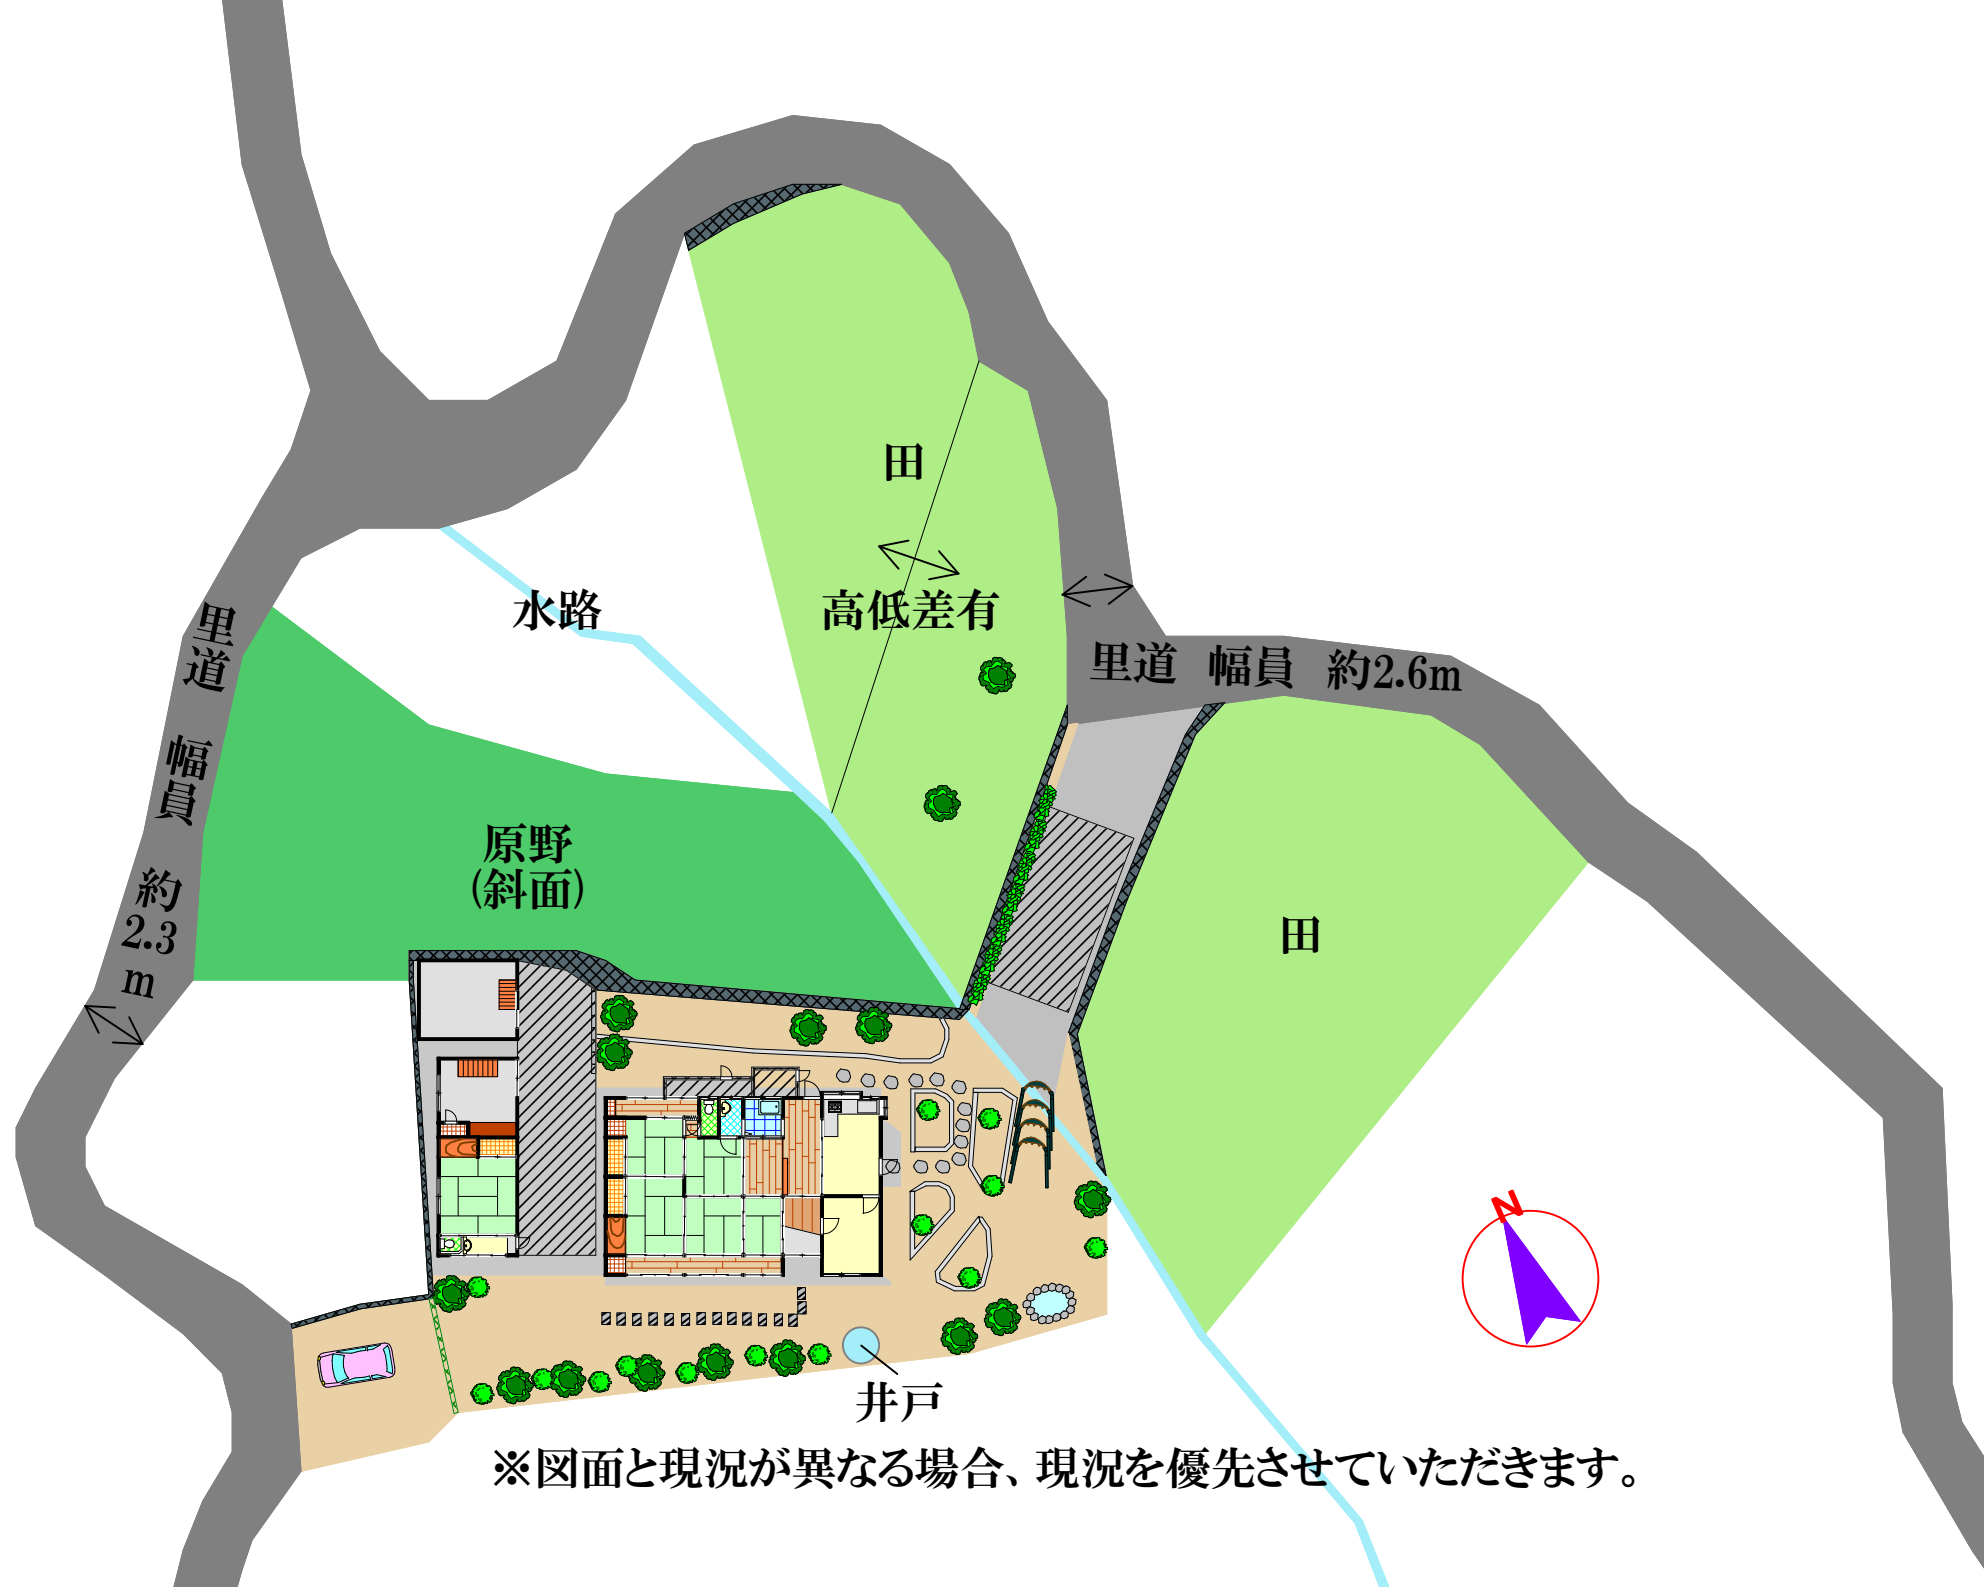 田
水路
高低差有
里道 幅員 約2.3m
里道 幅員 約2.6m
原野
(斜面)
田
N
井戸
※図面と現況が異なる場合、現況を優先させていただきます。